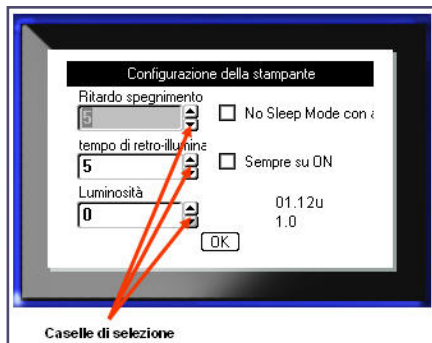 Configurazione della stampante
Ritardo spegnimento
5
No Sleep Mode con
tempo di retro-illumina
5
Sempre su ON
Luminosità
0
01.12u
1.0
OK
Caselle di selezione